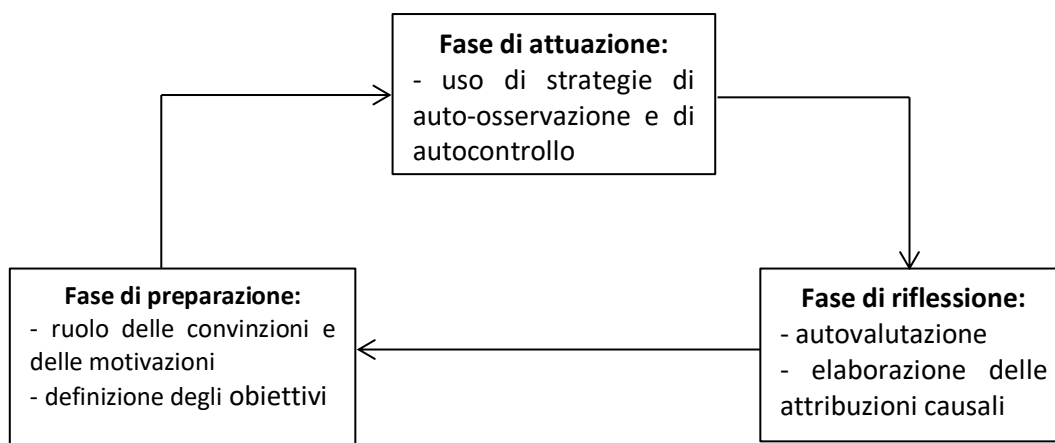 Fase di attuazione:
- uso di strategie di
auto-osservazione e di
autocontrollo
Fase di preparazione:
- ruolo delle convinzioni e
delle motivazioni
- definizione degli obiettivi
Fase di riflessione:
- autovalutazione
- elaborazione delle
attribuzioni causali